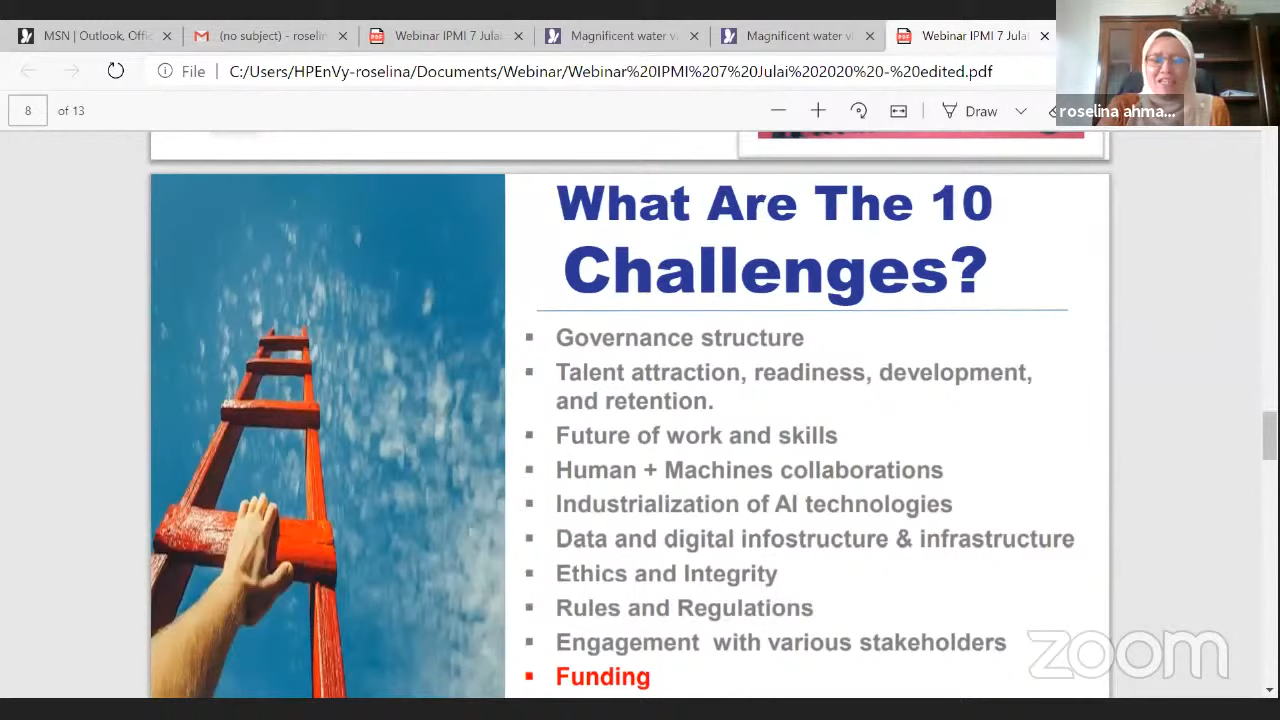 MSN | Outlook, Offic
(no subject) - roselin
Webinar IPMI 7 Julai
Magnificent water v
Magnificent water v
Webinar IPMI 7 Julai
File
C:/Users/HPEnVy-roselina/Documents/Webinar/Webinar%20IPMI%207%20Julai%202020%20-%20edited.pdf
8
of 13
Draw
roselina ahma...
What Are The 10
Challenges?
▪ Governance structure
▪ Talent attraction, readiness, development,
and retention.
▪ Future of work and skills
▪ Human + Machines collaborations
▪ Industrialization of AI technologies
▪ Data and digital infostructure & infrastructure
▪ Ethics and Integrity
▪ Rules and Regulations
▪ Engagement with various stakeholders
▪ Funding
zoom